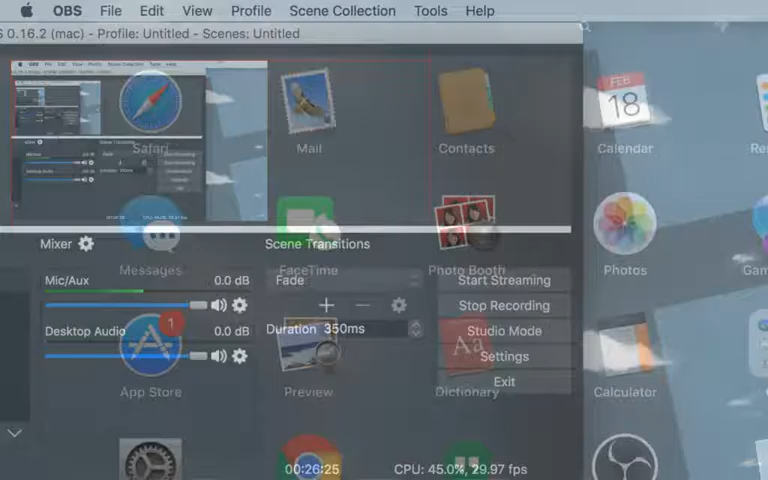 OBS File Edit View Profile Scene Collection Tools Help
0.16.2 (mac) - Profile: Untitled - Scenes: Untitled
FEB
18
Safari Mail Contacts Calendar
Mixer Scene Transitions
Messages FaceTime Photo Booth Photos
Mic/Aux 0.0 dB Fade Start Streaming
Stop Recording
Desktop Audio 0.0 dB Duration 350ms Studio Mode
1
Aa
Settings
Exit
App Store Preview Dictionary Calculator
00:26:25 CPU: 45.0%, 29.97 fps